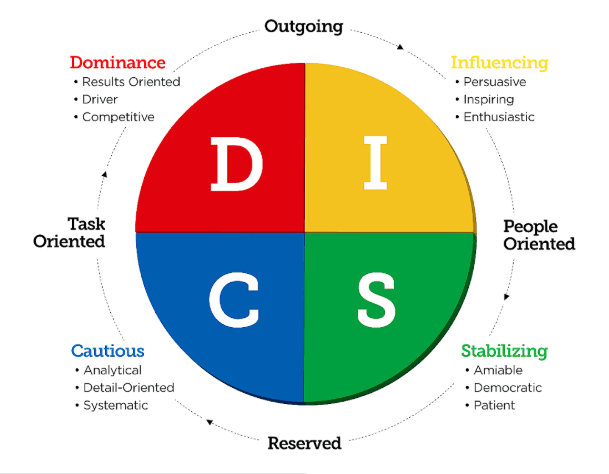 Outgoing
Dominance
• Results Oriented
• Driver
• Competitive
Influencing
• Persuasive
• Inspiring
• Enthusiastic
D
I
Task
Oriented
People
Oriented
C
S
Cautious
• Analytical
• Detail-Oriented
• Systematic
Stabilizing
• Amiable
• Democratic
• Patient
Reserved